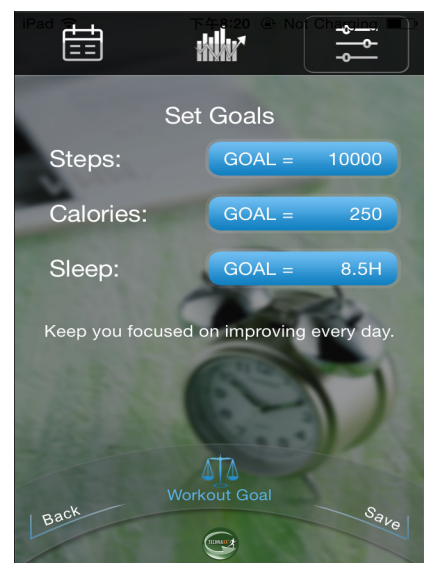 iPad 下午8:20 Not Charging
Set Goals
Steps: GOAL = 10000
Calories: GOAL = 250
Sleep: GOAL = 8.5H
Keep you focused on improving every day.
Workout Goal
Back Save